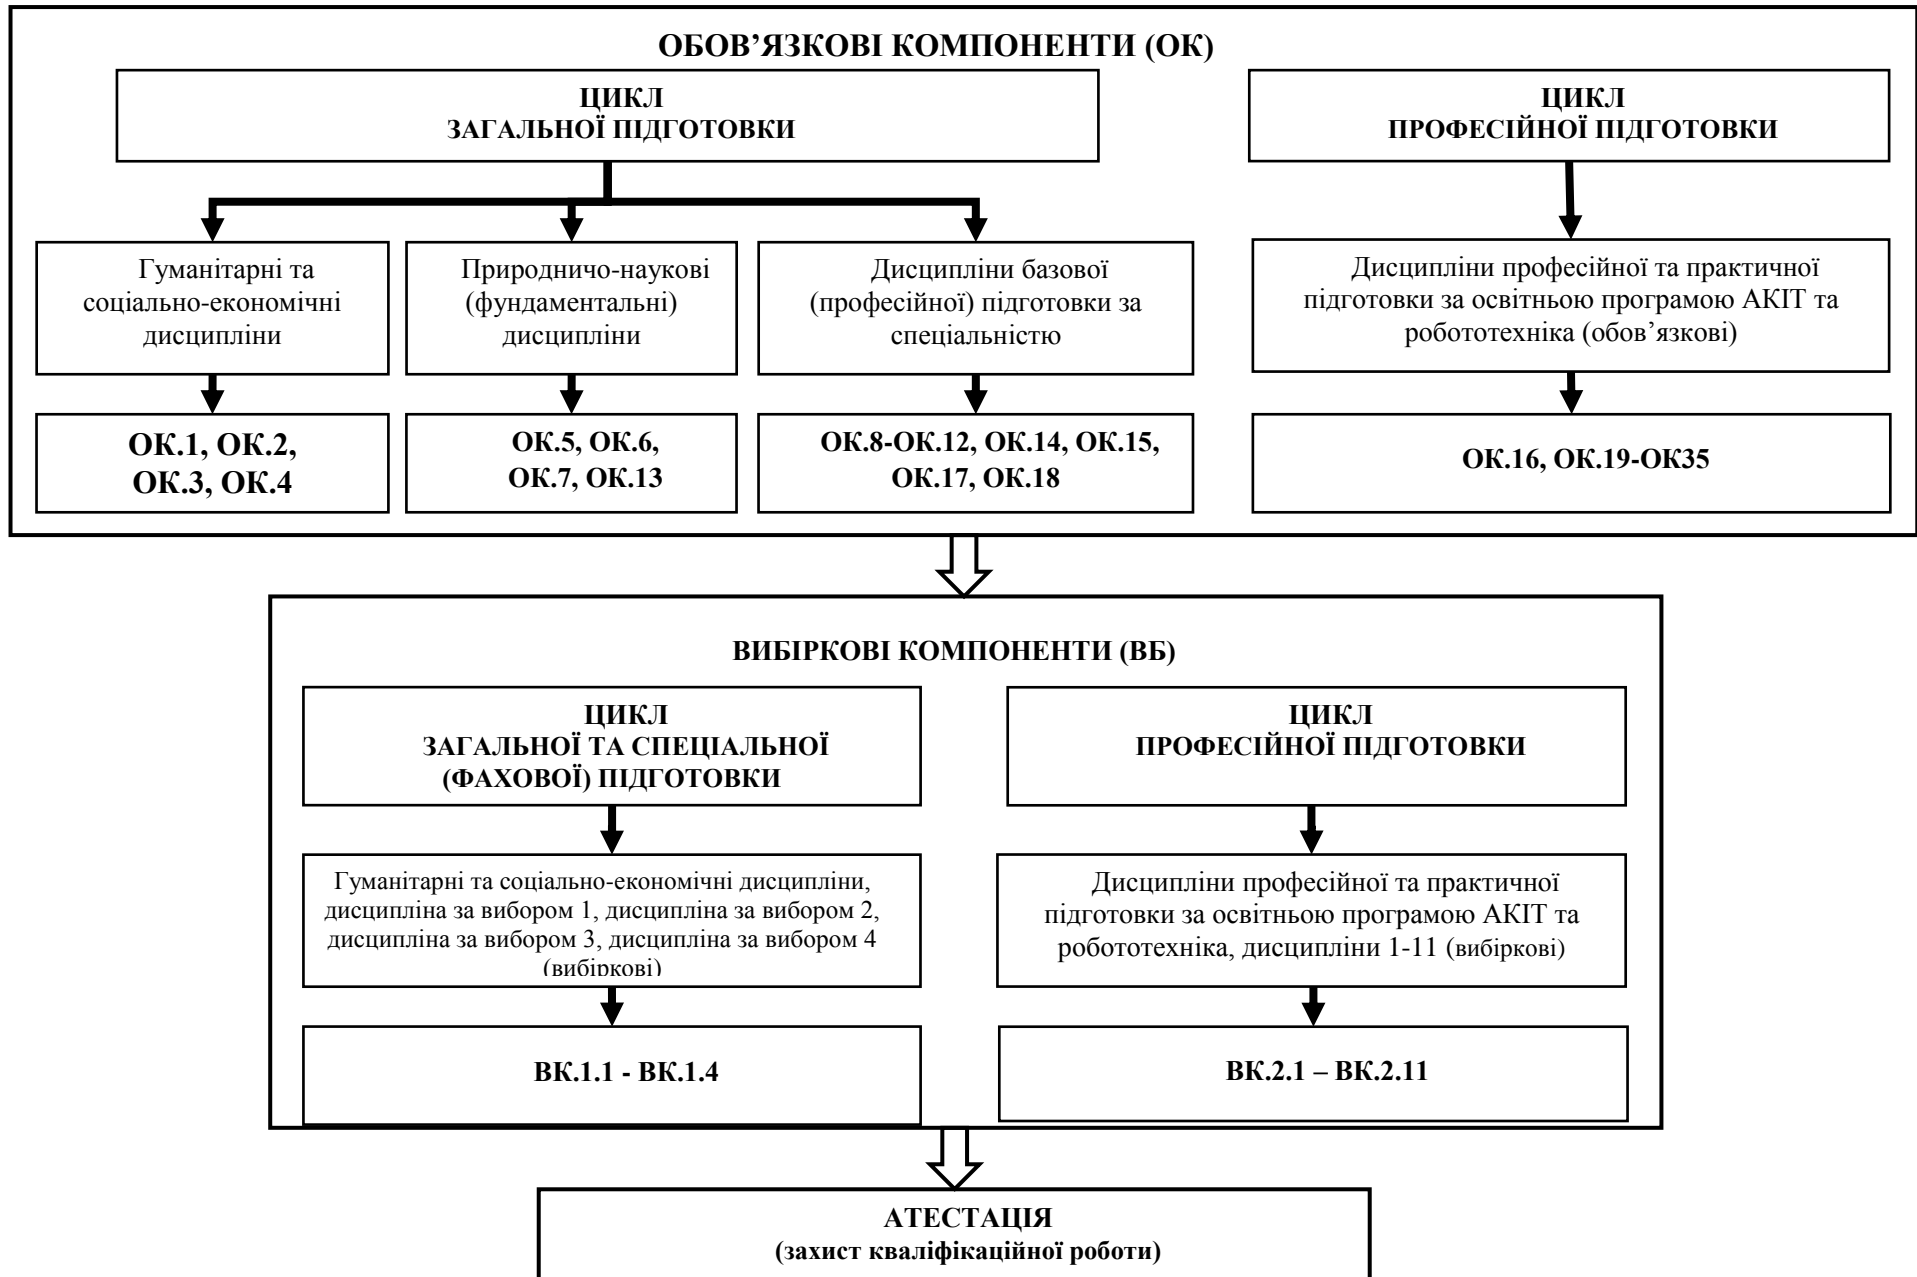 ОБОВ’ЯЗКОВІ КОМПОНЕНТИ (ОК)
ЦИКЛ
ЗАГАЛЬНОЇ ПІДГОТОВКИ
ЦИКЛ
ПРОФЕСІЙНОЇ ПІДГОТОВКИ
Гуманітарні та
соціально-економічні
дисципліни
Природничо-наукові
(фундаментальні)
дисципліни
Дисципліни базової
(професійної) підготовки за
спеціальністю
Дисципліни професійної та практичної
підготовки за освітньою програмою АКІТ та
робототехніка (обов’язкові)
ОК.1, ОК.2,
ОК.3, ОК.4
ОК.5, ОК.6,
ОК.7, ОК.13
ОК.8-ОК.12, ОК.14, ОК.15,
ОК.17, ОК.18
ОК.16, ОК.19-ОК35
ВИБІРКОВІ КОМПОНЕНТИ (ВБ)
ЦИКЛ
ЗАГАЛЬНОЇ ТА СПЕЦІАЛЬНОЇ
(ФАХОВОЇ) ПІДГОТОВКИ
ЦИКЛ
ПРОФЕСІЙНОЇ ПІДГОТОВКИ
Гуманітарні та соціально-економічні дисципліни,
дисципліна за вибором 1, дисципліна за вибором 2,
дисципліна за вибором 3, дисципліна за вибором 4
(вибіркові)
Дисципліни професійної та практичної
підготовки за освітньою програмою АКІТ та
робототехніка, дисципліни 1-11 (вибіркові)
ВК.1.1 - ВК.1.4
ВК.2.1 – ВК.2.11
АТЕСТАЦІЯ
(захист кваліфікаційної роботи)